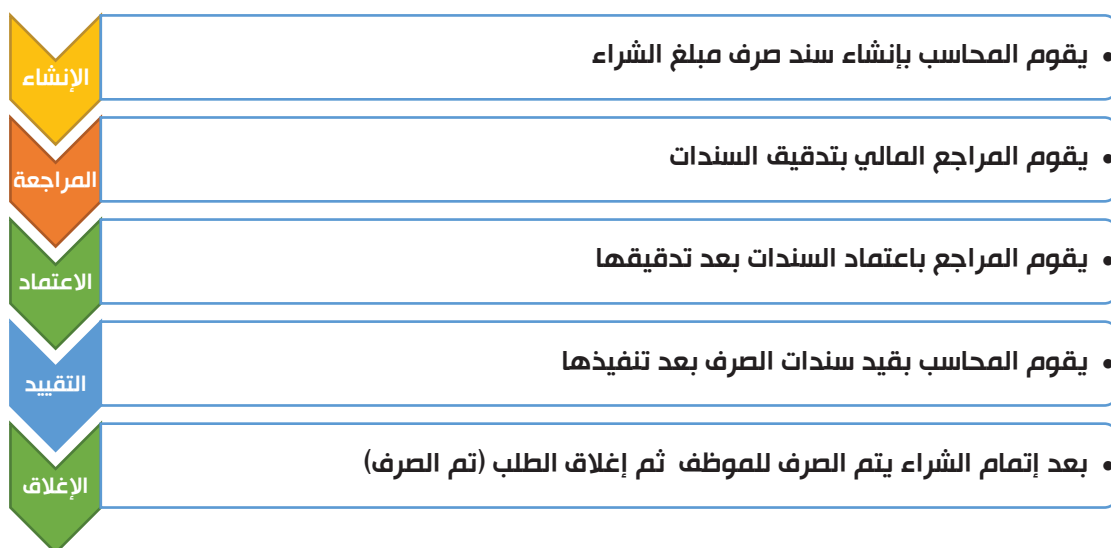 الإنشاء
• يقوم المحاسب بإنشاء سند صرف مبلغ الشراء
المراجعة
• يقوم المراجع المالي بتدقيق السندات
الاعتماد
• يقوم المراجع باعتماد السندات بعد تدقيقها
التقييد
• يقوم المحاسب بقيد سندات الصرف بعد تنفيذها
الإغلاق
• بعد إتمام الشراء يتم الصرف للموظف ثم إغلاق الطلب (تم الصرف)